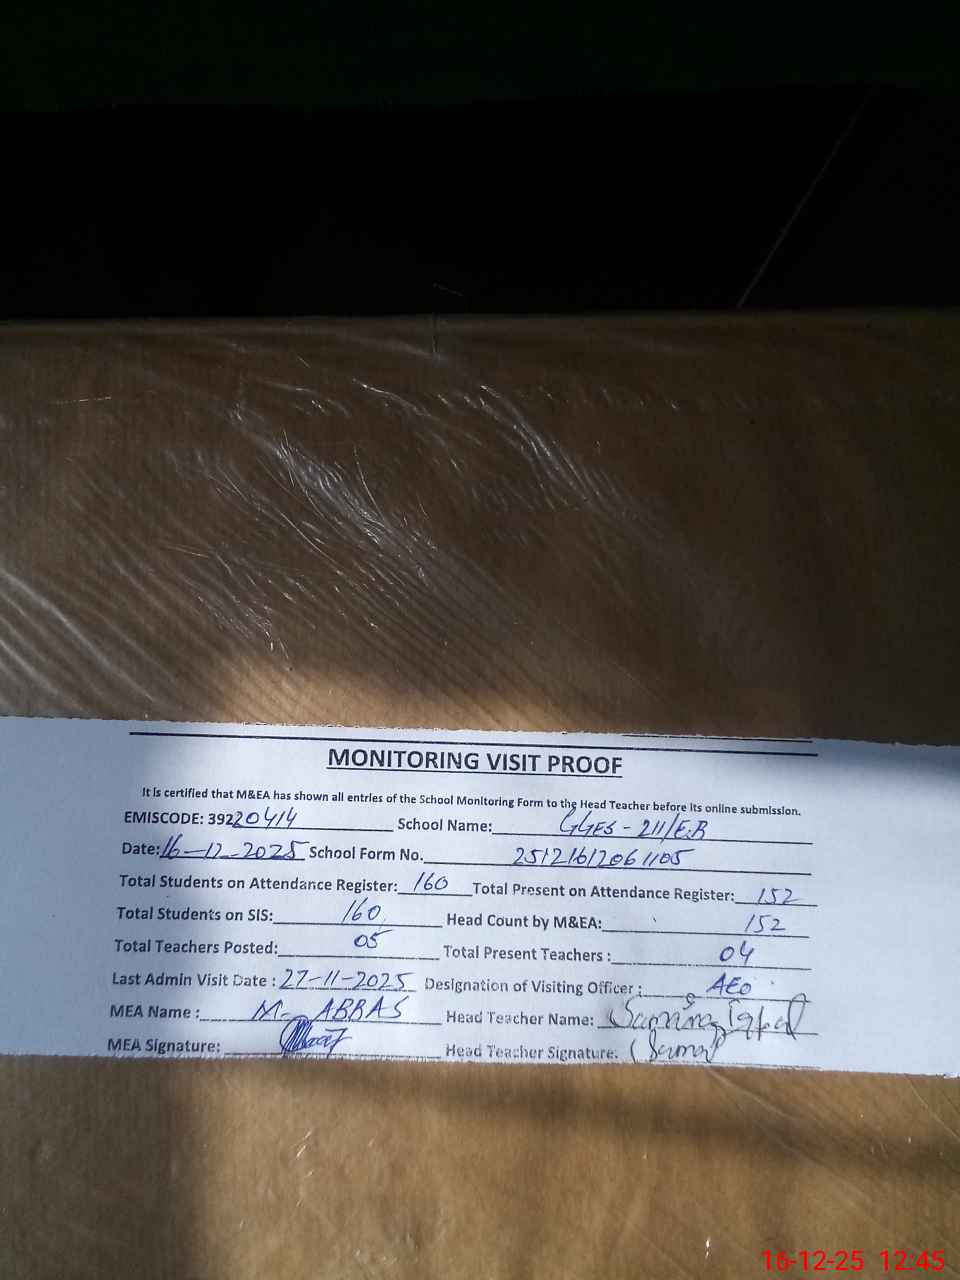 MONITORING VISIT PROOF
It is certified that M&EA has shown all entries of the School Monitoring Form to the Head Teacher before its online submission.
EMISCODE: 39220414 School Name: GGES - 211/E.B
Date: 16-12-2025 School Form No. 25121612061105
Total Students on Attendance Register: 160 Total Present on Attendance Register: 152
Total Students on SIS: 160 Head Count by M&EA: 152
Total Teachers Posted: 05 Total Present Teachers : 04
Last Admin Visit Date : 27-11-2025 Designation of Visiting Officer : AEO
MEA Name : M. ABBAS Head Teacher Name: Iqbal
MEA Signature: Head Teacher Signature:
16-12-25 12:45